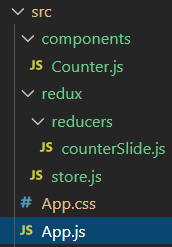 src
components
JS Counter.js
redux
reducers
JS counterSlide.js
JS store.js
# App.css
JS App.js